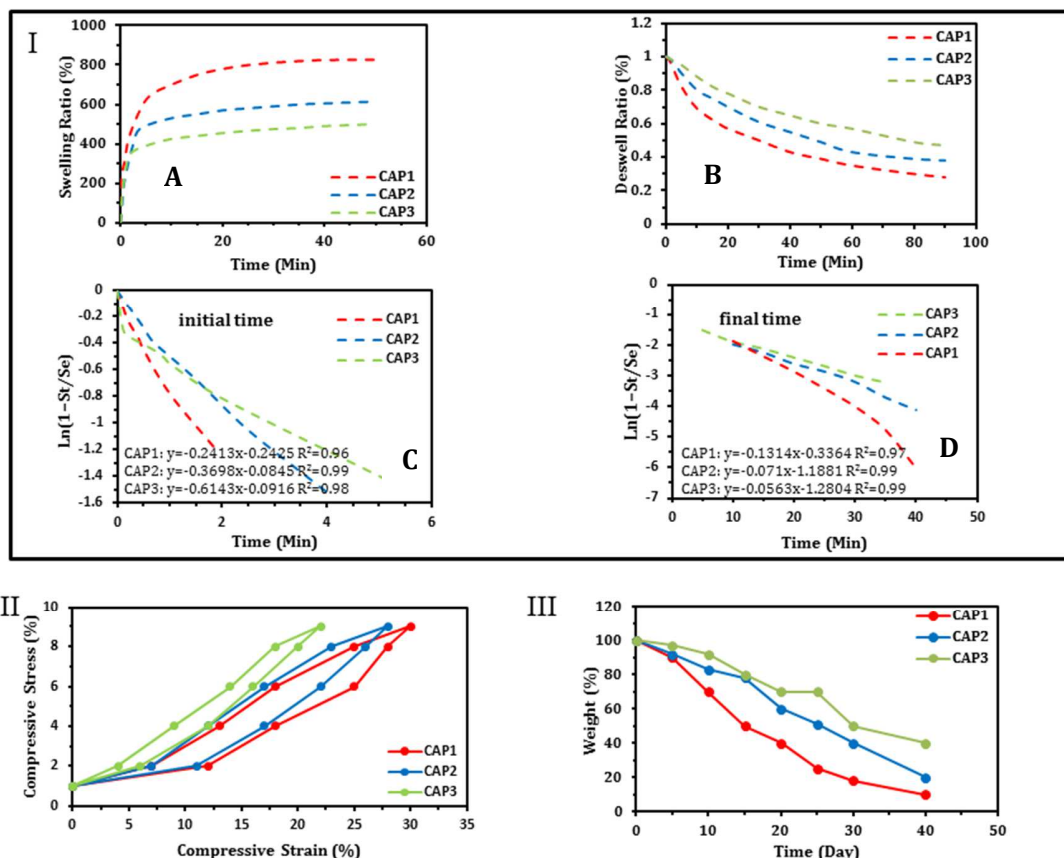 I
Swelling Ratio (%)
1000
800
600
400
200
0
0 20 40 60
Time (Min)
A
CAP1
CAP2
CAP3
Deswell Ratio (%)
1.2
1
0.8
0.6
0.4
0.2
0
0 20 40 60 80 100
Time (Min)
B
CAP1
CAP2
CAP3
Ln(1-St/Se)
0
-0.2
-0.4
-0.6
-0.8
-1
-1.2
-1.4
-1.6
0 2 4 6
Time (Min)
initial time
CAP1
CAP2
CAP3
C
CAP1: y=-0.2413x-0.2425 R²=0.96
CAP2: y=-0.3698x-0.0845 R²=0.99
CAP3: y=-0.6143x-0.0916 R²=0.98
Ln(1-St/Se)
0
-1
-2
-3
-4
-5
-6
-7
0 10 20 30 40 50
Time (Min)
final time
CAP3
CAP2
CAP1
D
CAP1: y=-0.1314x-0.3364 R²=0.97
CAP2: y=-0.071x-1.1881 R²=0.99
CAP3: y=-0.0563x-1.2804 R²=0.99
II
Compressive Stress (%)
10
8
6
4
2
0
0 5 10 15 20 25 30 35
Compressive Strain (%)
CAP1
CAP2
CAP3
III
Weight (%)
120
100
80
60
40
20
0
0 10 20 30 40 50
Time (Day)
CAP1
CAP2
CAP3